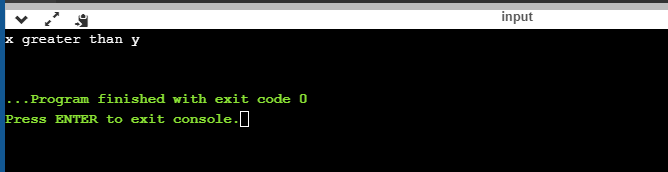 input
x greater than y
...Program finished with exit code 0
Press ENTER to exit console.